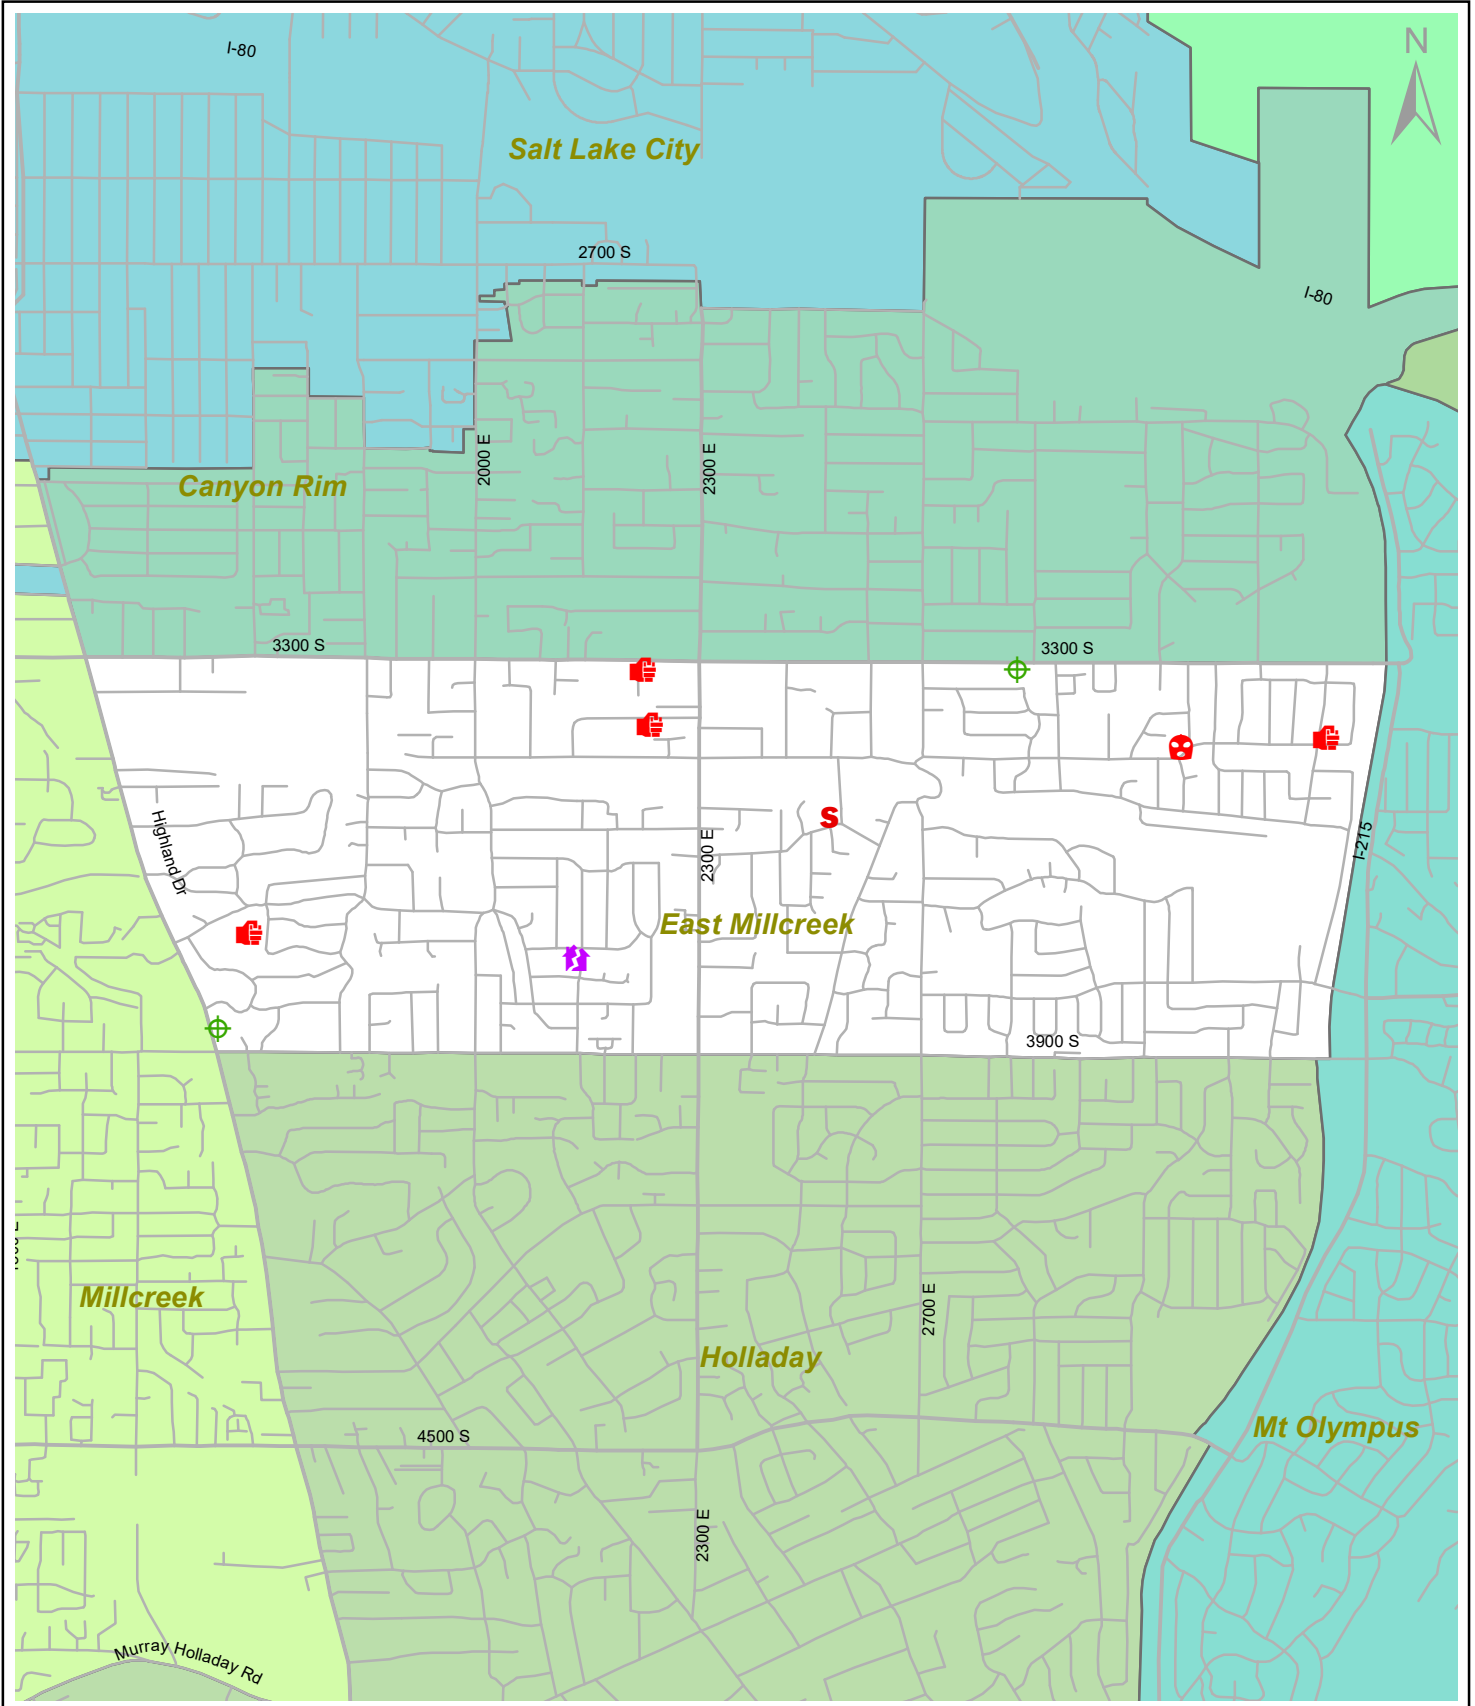 I-80
N
Salt Lake City
2700 S
I-80
2000 E
2300 E
Canyon Rim
3300 S
3300 S
Highland Dr
S
2300 E
I-215
East Millcreek
3900 S
Millcreek
2700 E
Holladay
4500 S
Mt Olympus
2300 E
Murray Holladay Rd